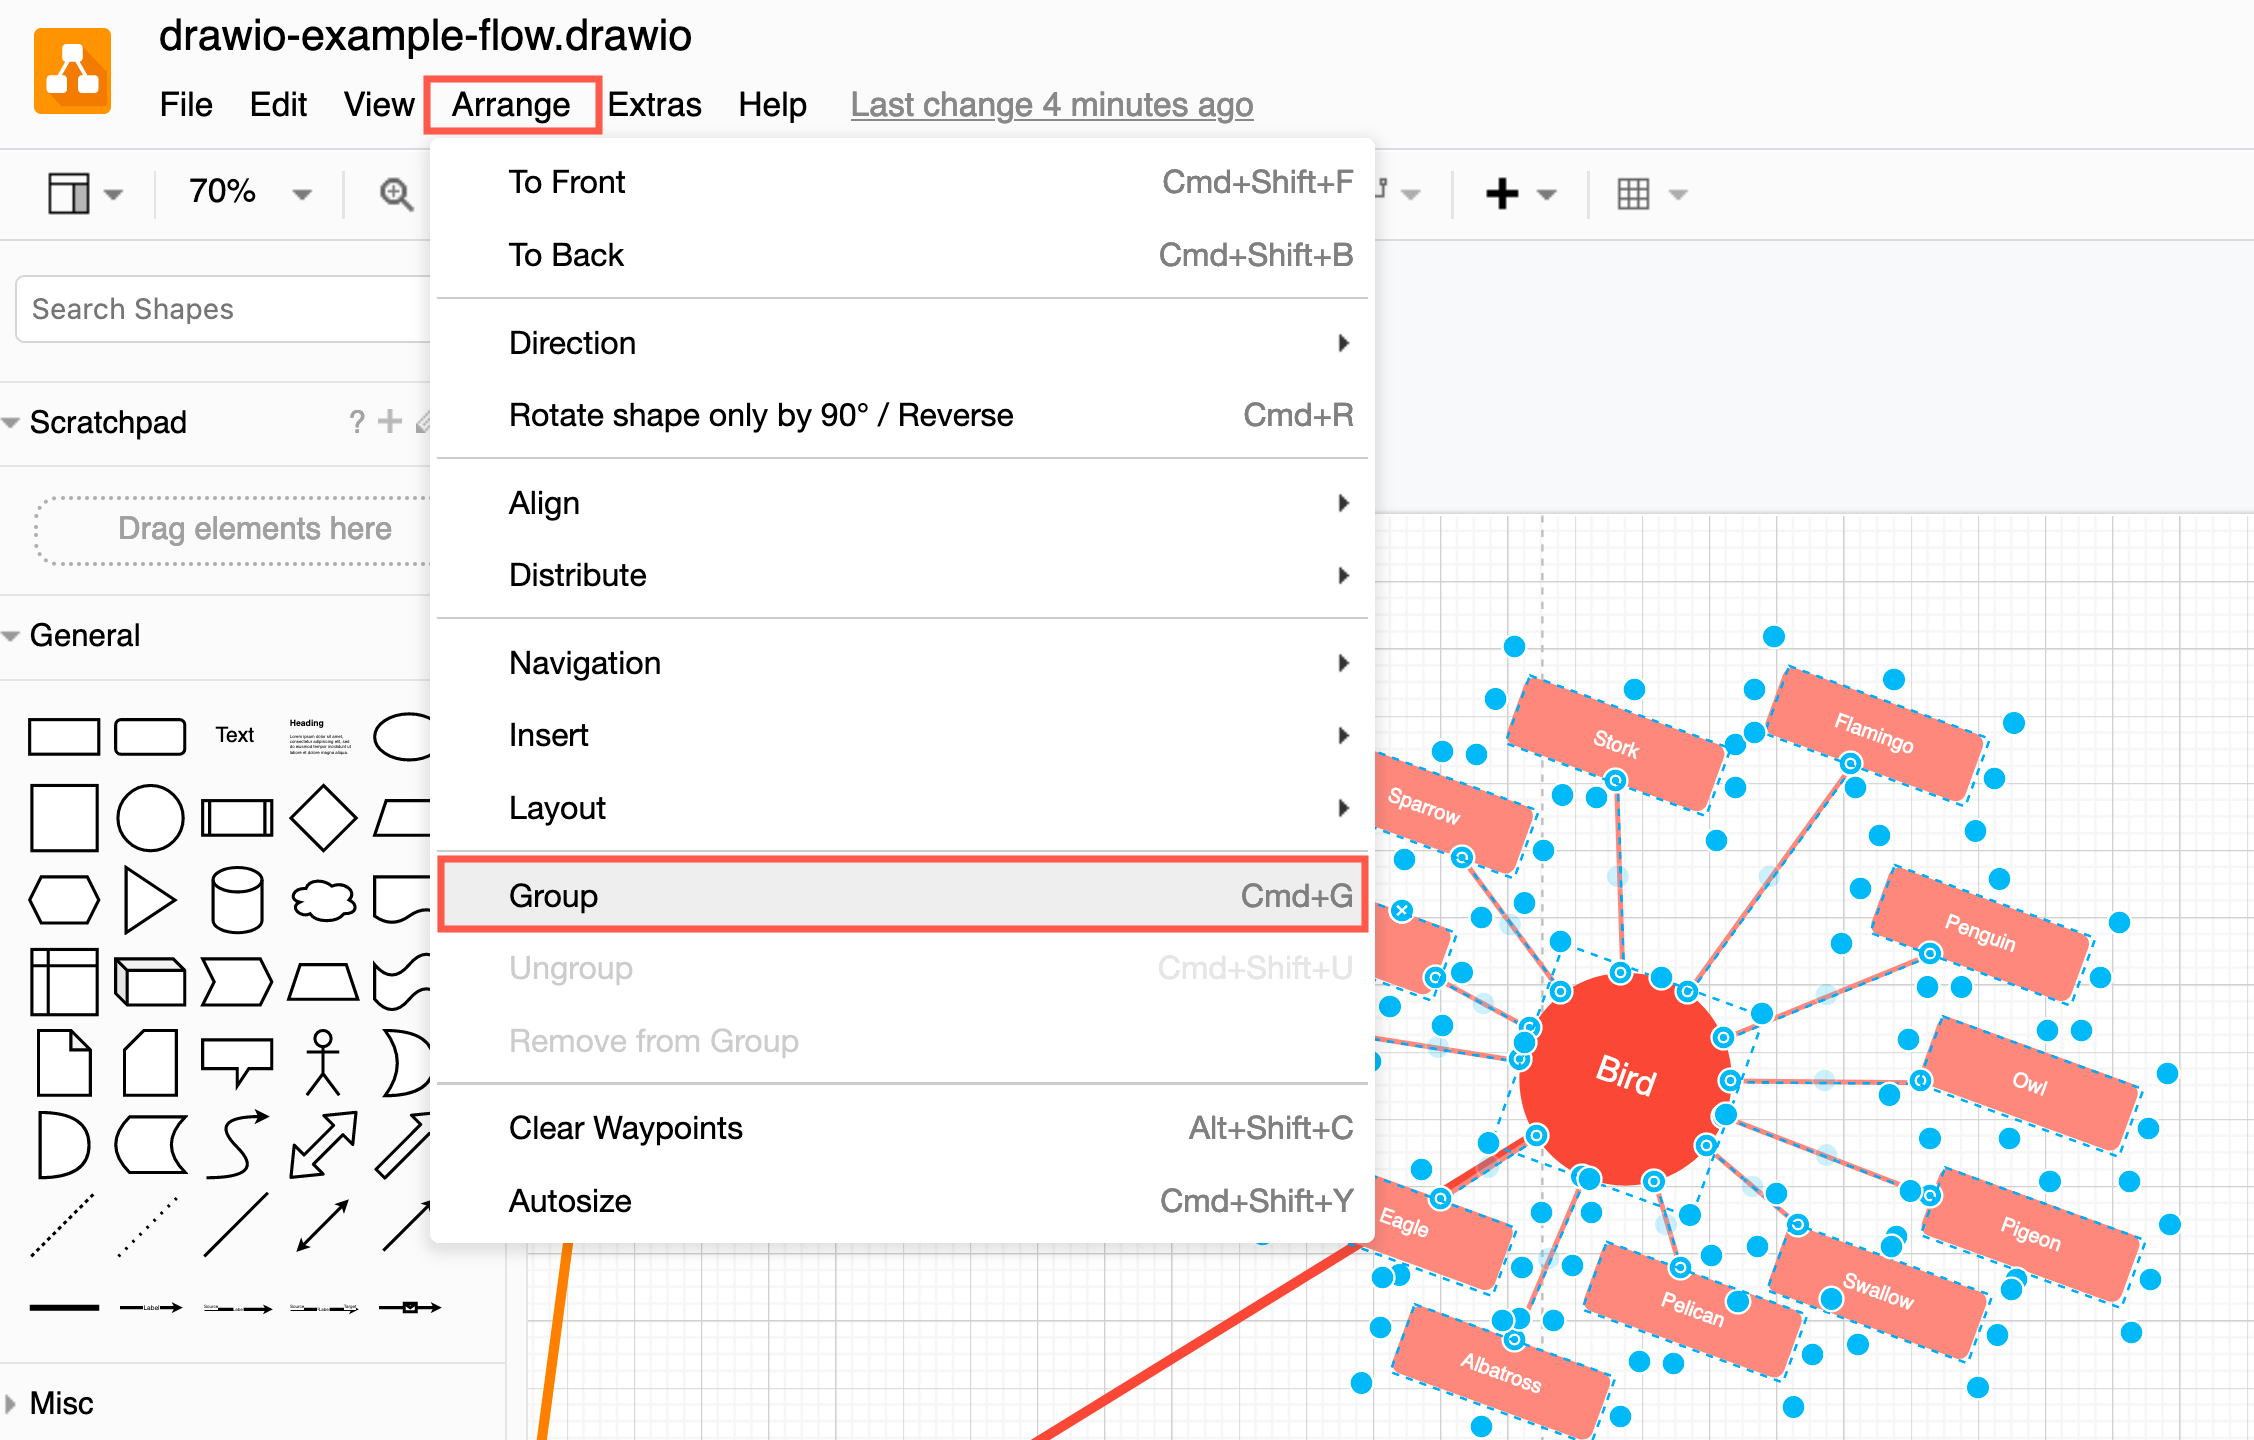 drawio-example-flow.drawio
File Edit View Arrange Extras Help Last change 4 minutes ago
70%
Search Shapes
Scratchpad ?
Drag elements here
General
Text
Heading
Misc
To Front Cmd+Shift+F
To Back Cmd+Shift+B
Direction
Rotate shape only by 90° / Reverse Cmd+R
Align
Distribute
Navigation
Insert
Layout
Group Cmd+G
Ungroup Cmd+Shift+U
Remove from Group
Clear Waypoints Alt+Shift+C
Autosize Cmd+Shift+Y
Stork
Flamingo
Sparrow
Penguin
Bird
Owl
Eagle
Pigeon
Swallow
Pelican
Albatross
Label